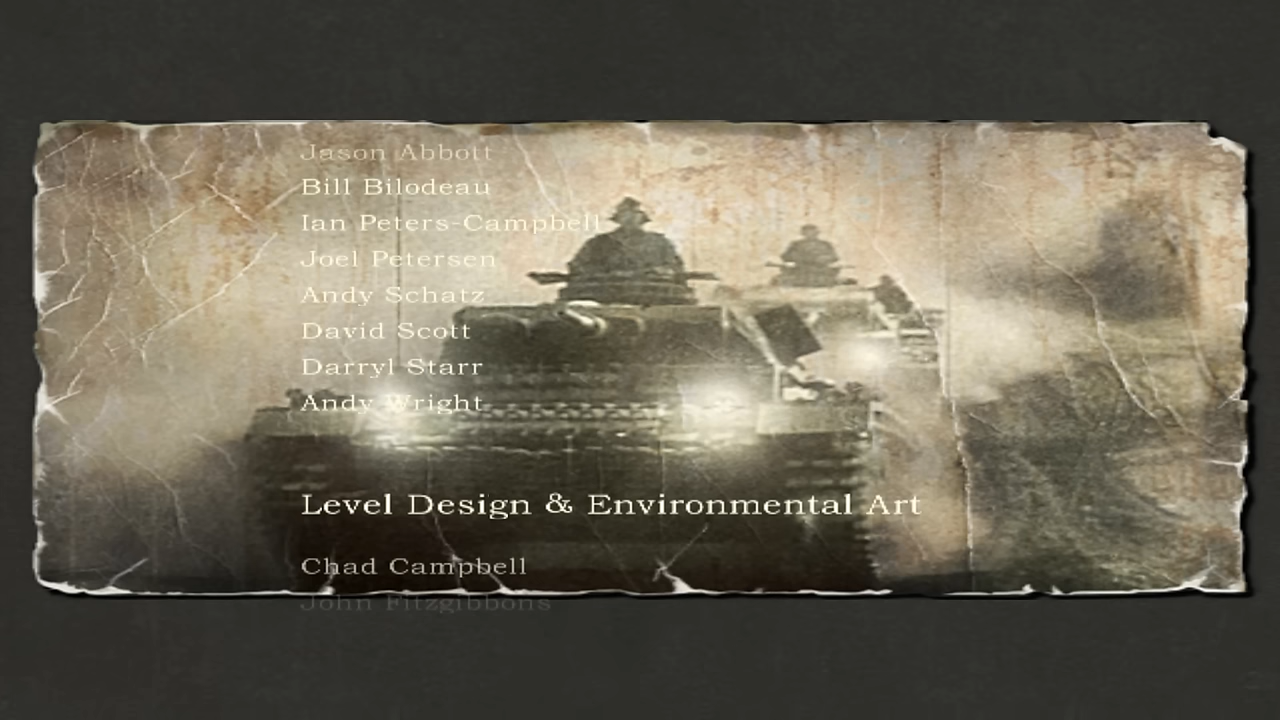 Jason Abbott
Bill Bilodeau
Ian Peters-Campbell
Joel Petersen
Andy Schatz
David Scott
Darryl Starr
Andy Wright
Level Design & Environmental Art
Chad Campbell
John Fitzgibbons